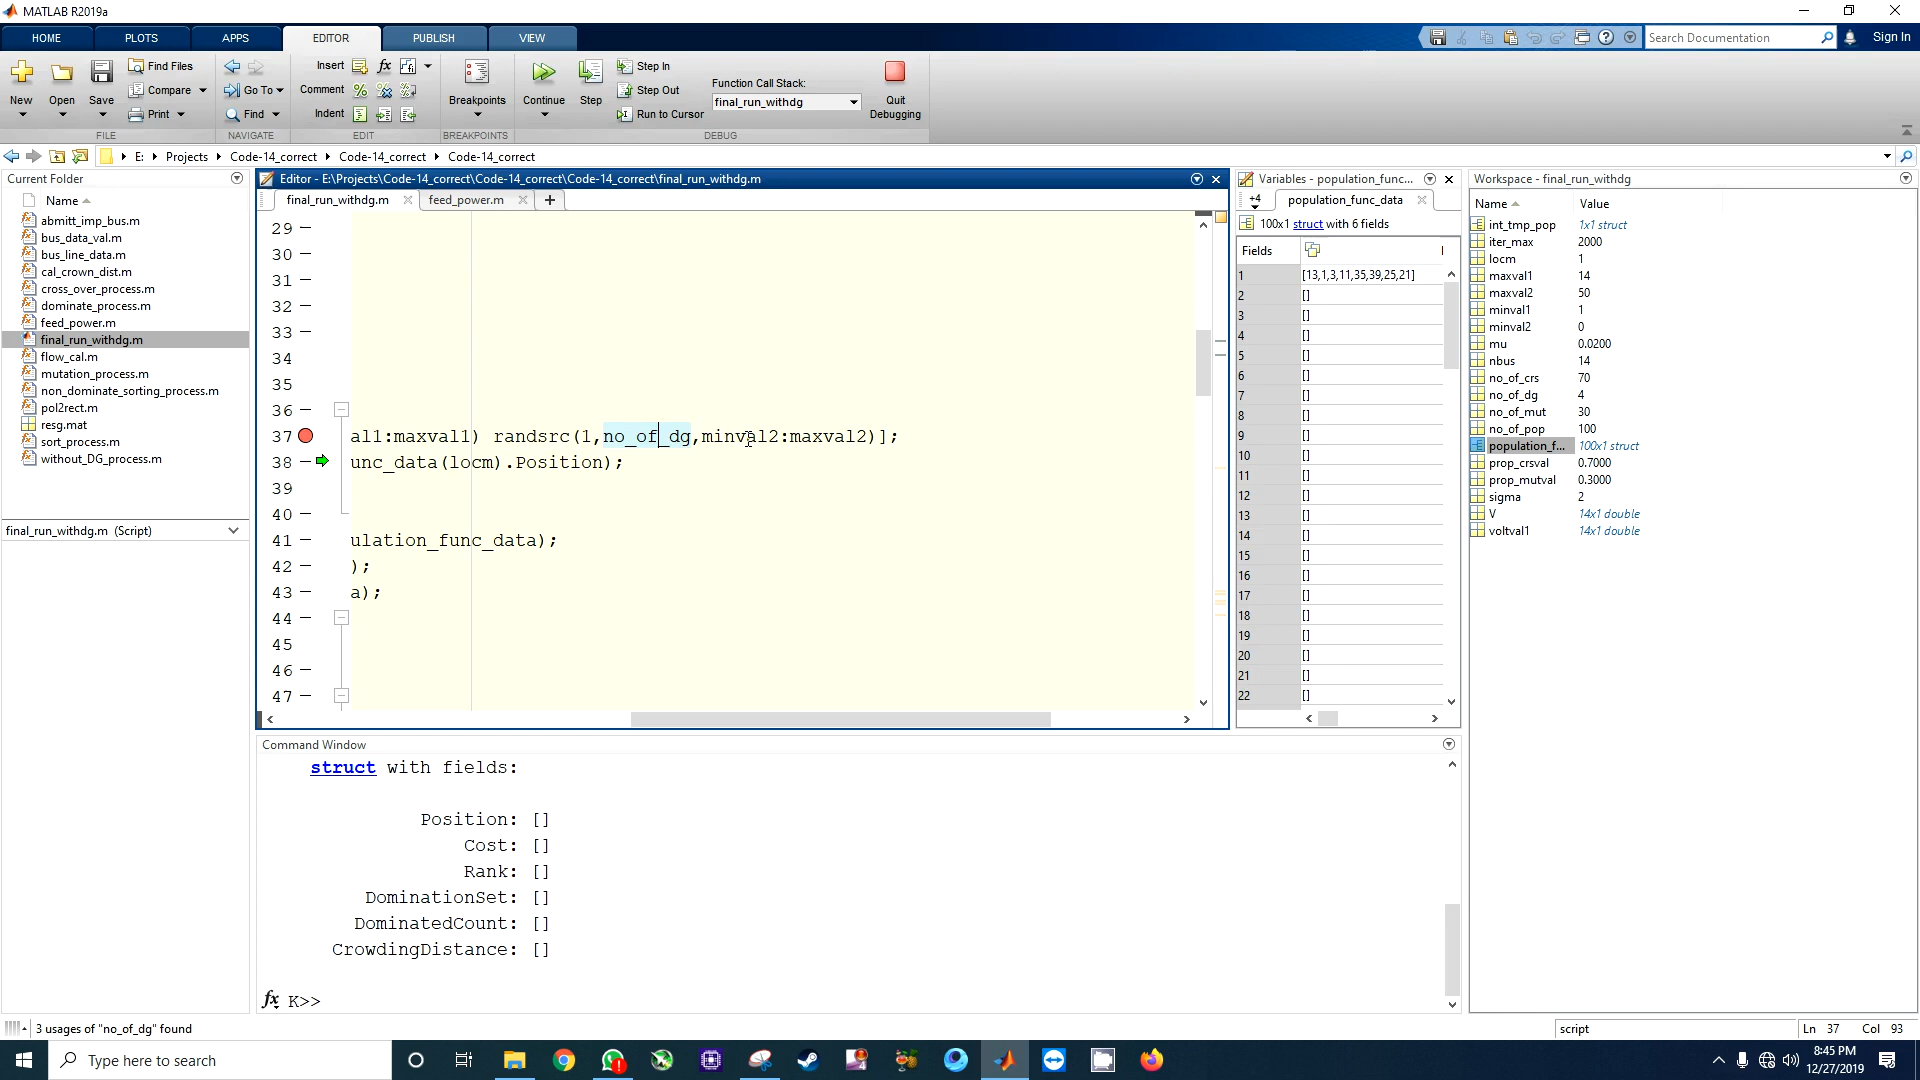 MATLAB R2019a
HOME PLOTS APPS EDITOR PUBLISH VIEW Search Documentation Sign In
New Open Save Find Files Compare Print
FILE
Go To Find
NAVIGATE
Insert fx
Comment
Indent
EDIT
Breakpoints
BREAKPOINTS
Continue Step Step In Step Out Run to Cursor
Function Call Stack:
final_run_withdg
Quit Debugging
DEBUG
E: Projects Code-14_correct Code-14_correct Code-14_correct
Current Folder
Name
abmitt_imp_bus.m
bus_data_val.m
bus_line_data.m
cal_crown_dist.m
cross_over_process.m
dominate_process.m
feed_power.m
final_run_withdg.m
flow_cal.m
mutation_process.m
non_dominate_sorting_process.m
pol2rect.m
resg.mat
sort_process.m
without_DG_process.m
final_run_withdg.m (Script)
Editor - E:\Projects\Code-14_correct\Code-14_correct\Code-14_correct\final_run_withdg.m
final_run_withdg.m feed_power.m +
29 –
30 –
31 –
32 –
33 –
34
35
36 –
37 al1:maxval1) randsrc(1,no_of_dg,minval2:maxval2)];
38 – unc_data(locm).Position);
39
40 –
41 – ulation_func_data);
42 – );
43 – a);
44 –
45
46 –
47 –
Variables - population_func...
+4 population_func_data
100x1 struct with 6 fields
Fields
1 [13,1,3,11,35,39,25,21]
2 []
3 []
4 []
5 []
6 []
7 []
8 []
9 []
10 []
11 []
12 []
13 []
14 []
15 []
16 []
17 []
18 []
19 []
20 []
21 []
22 []
Workspace - final_run_withdg
Name Value
int_tmp_pop 1x1 struct
iter_max 2000
locm 1
maxval1 14
maxval2 50
minval1 1
minval2 0
mu 0.0200
nbus 14
no_of_crs 70
no_of_dg 4
no_of_mut 30
no_of_pop 100
population_f... 100x1 struct
prop_crsval 0.7000
prop_mutval 0.3000
sigma 2
V 14x1 double
voltval1 14x1 double
Command Window
struct with fields:
Position: []
Cost: []
Rank: []
DominationSet: []
DominatedCount: []
CrowdingDistance: []
fx K>>
3 usages of "no_of_dg" found script Ln 37 Col 93
Type here to search
8:45 PM
12/27/2019